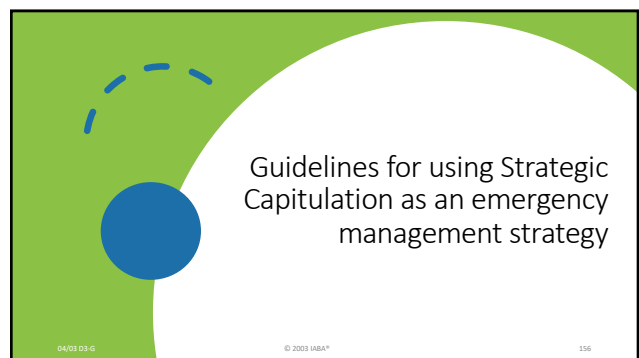 Guidelines for using Strategic
Capitulation as an emergency
management strategy
04/03 D3-G
© 2003 IABA®
156